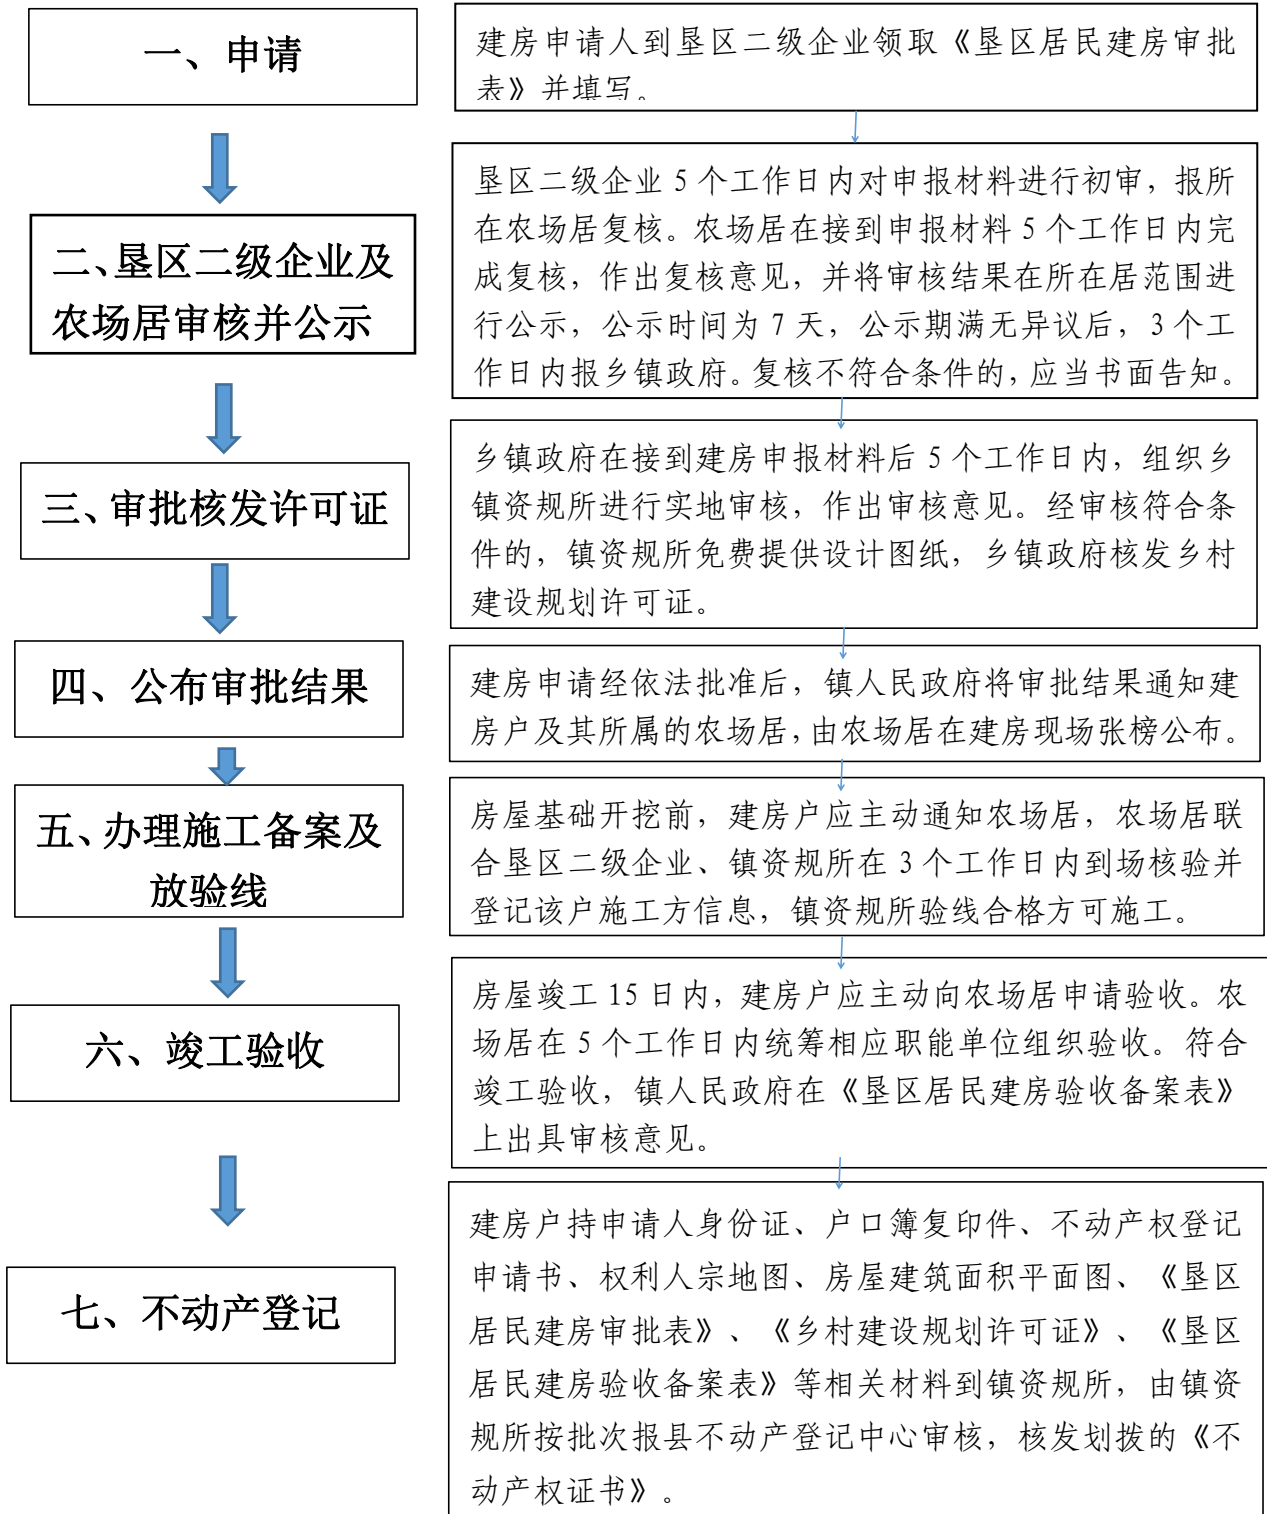 一、申请
建房申请人到垦区二级企业领取《垦区居民建房审批
表》并填写。
二、垦区二级企业及
农场居审核并公示
垦区二级企业 5 个工作日内对申报材料进行初审，报所
在农场居复核。农场居在接到申报材料 5 个工作日内完
成复核，作出复核意见，并将审核结果在所在居范围进
行公示，公示时间为 7 天，公示期满无异议后，3 个工
作日内报乡镇政府。复核不符合条件的，应当书面告知。
三、审批核发许可证
乡镇政府在接到建房申报材料后 5 个工作日内，组织乡
镇资规所进行实地审核，作出审核意见。经审核符合条
件的，镇资规所免费提供设计图纸，乡镇政府核发乡村
建设规划许可证。
四、公布审批结果
建房申请经依法批准后，镇人民政府将审批结果通知建
房户及其所属的农场居，由农场居在建房现场张榜公布。
五、办理施工备案及
放验线
房屋基础开挖前，建房户应主动通知农场居，农场居联
合垦区二级企业、镇资规所在 3 个工作日内到场核验并
登记该户施工方信息，镇资规所验线合格方可施工。
六、竣工验收
房屋竣工 15 日内，建房户应主动向农场居申请验收。农
场居在 5 个工作日内统筹相应职能单位组织验收。符合
竣工验收，镇人民政府在《垦区居民建房验收备案表》
上出具审核意见。
七、不动产登记
建房户持申请人身份证、户口簿复印件、不动产权登记
申请书、权利人宗地图、房屋建筑面积平面图、《垦区
居民建房审批表》、《乡村建设规划许可证》、《垦区
居民建房验收备案表》等相关材料到镇资规所，由镇资
规所按批次报县不动产登记中心审核，核发划拨的《不
动产权证书》。